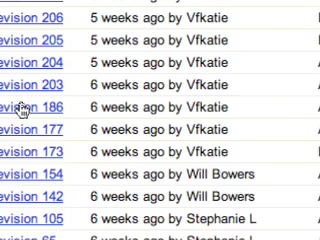 evision 206 5 weeks ago by Vfkatie
evision 205 5 weeks ago by Vfkatie
evision 204 5 weeks ago by Vfkatie
evision 203 6 weeks ago by Vfkatie
evision 186 6 weeks ago by Vfkatie
evision 177 6 weeks ago by Vfkatie
evision 173 6 weeks ago by Vfkatie
evision 154 6 weeks ago by Will Bowers
evision 142 6 weeks ago by Will Bowers
evision 105 6 weeks ago by Stephanie L